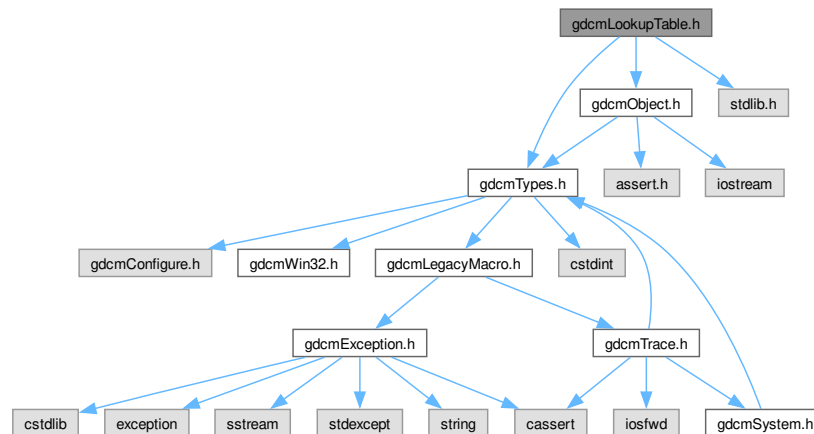 gdcmLookupTable.h
gdcmObject.h
stdlib.h
gdcmTypes.h
assert.h
iostream
gdcmConfigure.h
gdcmWin32.h
gdcmLegacyMacro.h
cstdint
gdcmException.h
gdcmTrace.h
cstdlib
exception
sstream
stdexcept
string
cassert
iosfwd
gdcmSystem.h